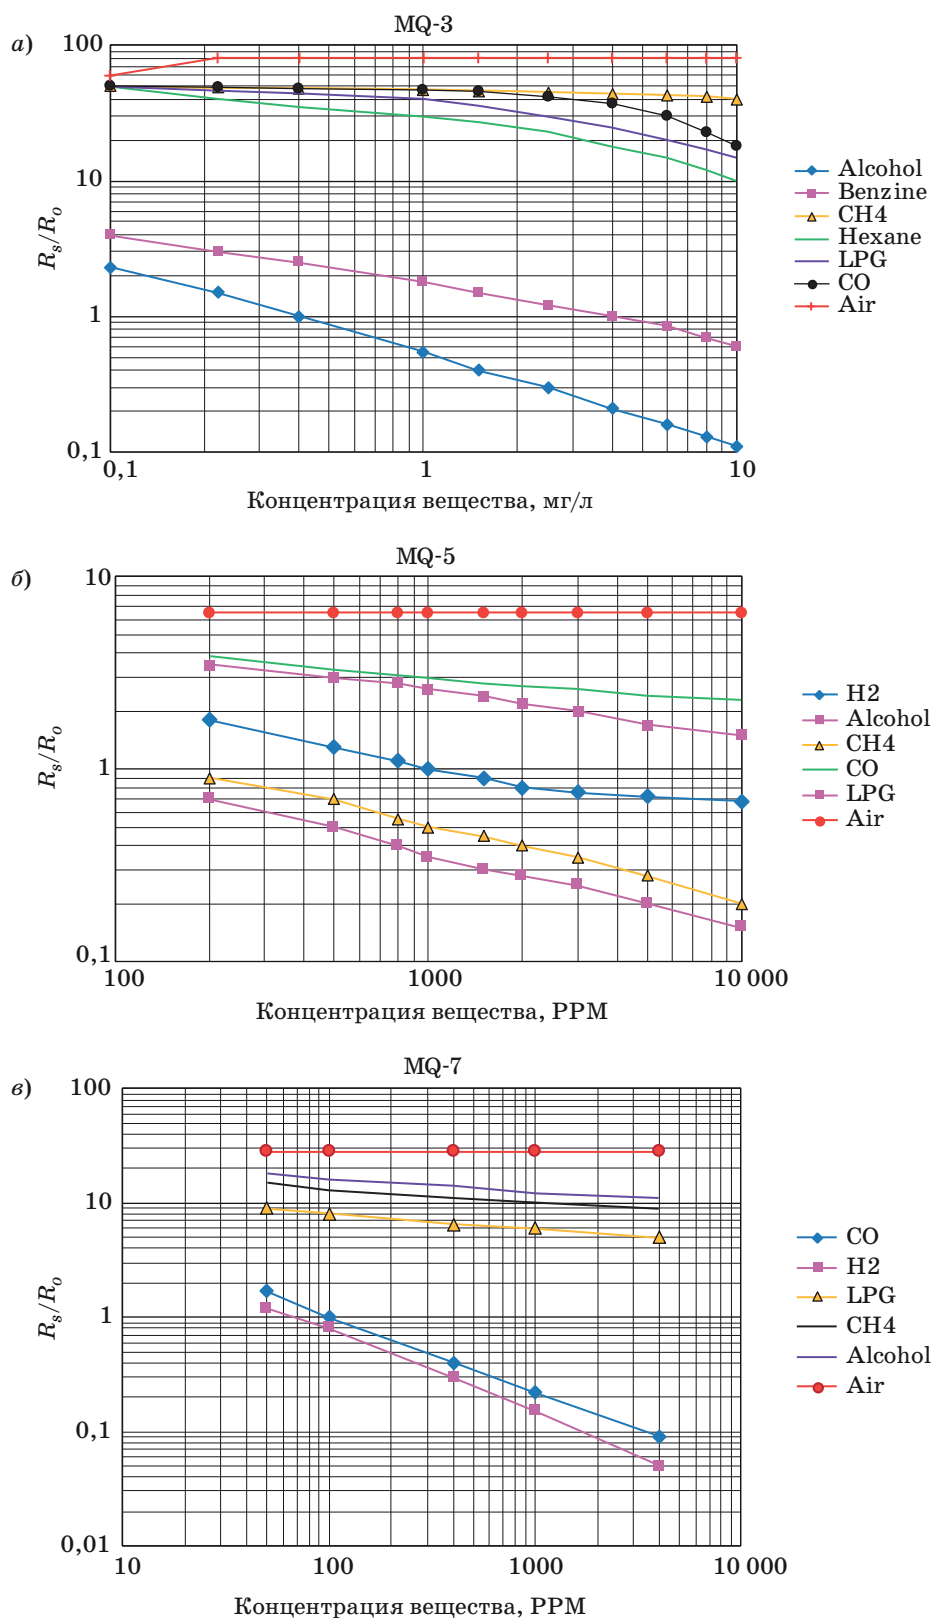 а)
MQ-3
100
10
1
0,1
R_s/R_o
0,1
1
10
Концентрация вещества, мг/л
Alcohol
Benzine
CH4
Hexane
LPG
CO
Air
б)
MQ-5
10
1
0,1
R_s/R_o
100
1000
10 000
Концентрация вещества, PPM
H2
Alcohol
CH4
CO
LPG
Air
в)
MQ-7
100
10
1
0,1
0,01
R_s/R_o
10
100
1000
10 000
Концентрация вещества, PPM
CO
H2
LPG
CH4
Alcohol
Air